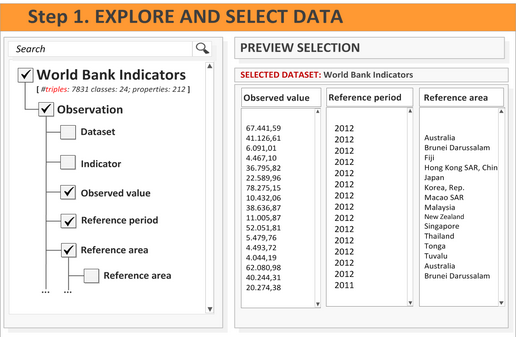 Step 1. EXPLORE AND SELECT DATA
Search
World Bank Indicators
[ #triples: 7831 classes: 24; properties: 212 ]
Observation
Dataset
Indicator
Observed value
Reference period
Reference area
Reference area
...
...
PREVIEW SELECTION
SELECTED DATASET: World Bank Indicators
Observed value
67.441,59
41.126,61
6.091,01
4.467,10
36.795,82
22.589,96
78.275,15
10.432,06
38.636,87
11.005,87
52.051,81
5.479,76
4.493,72
4.044,19
62.080,98
40.244,31
20.274,38
Reference period
2012
2012
2012
2012
2012
2012
2012
2012
2012
2012
2012
2012
2012
2011
Reference area
Australia
Brunei Darussalam
Fiji
Hong Kong SAR, Chin
Japan
Korea, Rep.
Macao SAR
Malaysia
New Zealand
Singapore
Thailand
Tonga
Tuvalu
Australia
Brunei Darussalam